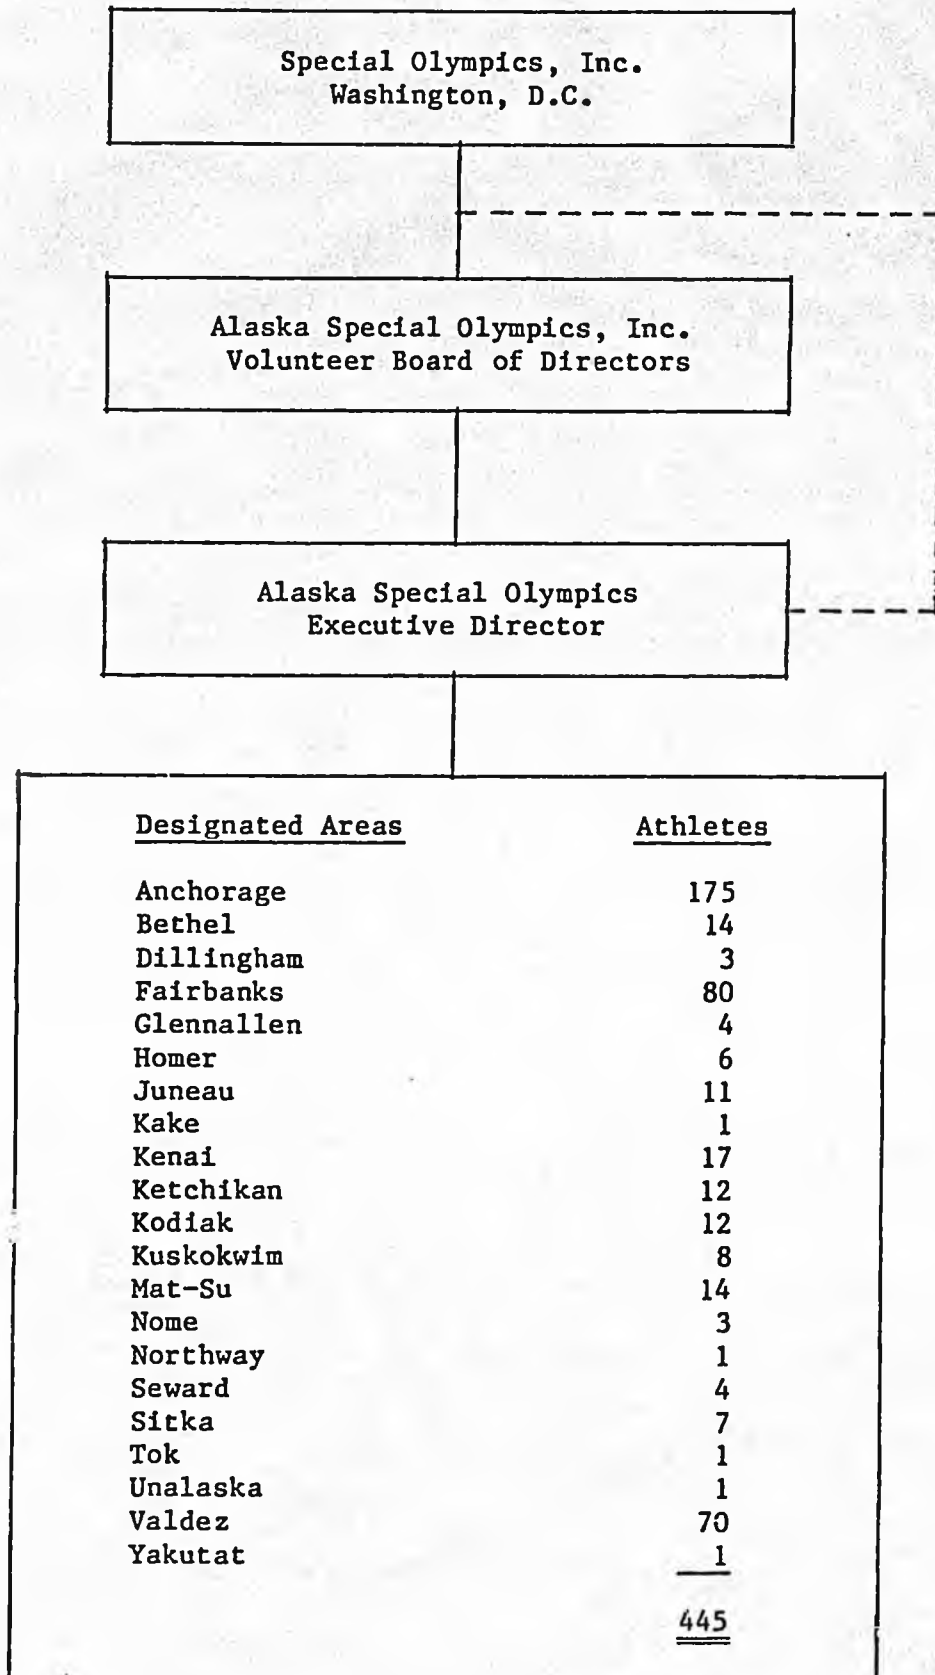 Special Olympics, Inc.
Washington, D.C.
Alaska Special Olympics, Inc.
Volunteer Board of Directors
Alaska Special Olympics
Executive Director
Designated Areas Athletes
Anchorage 175
Bethel 14
Dillingham 3
Fairbanks 80
Glennallen 4
Homer 6
Juneau 11
Kake 1
Kenai 17
Ketchikan 12
Kodiak 12
Kuskokwim 8
Mat-Su 14
Nome 3
Northway 1
Seward 4
Sitka 7
Tok 1
Unalaska 1
Valdez 70
Yakutat 1
445